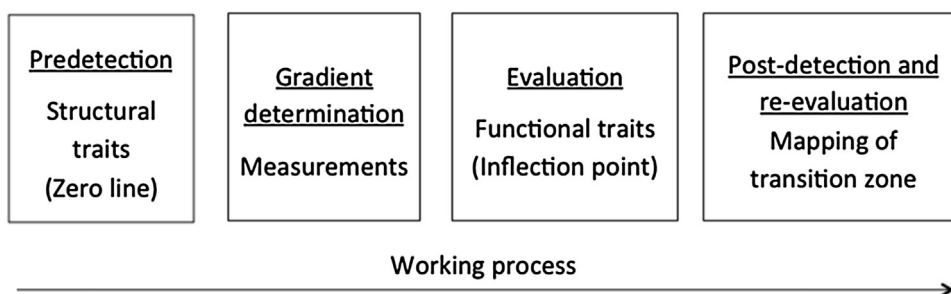 Predetection
Structural
traits
(Zero line)
Gradient
determination
Measurements
Evaluation
Functional traits
(Inflection point)
Post-detection and
re-evaluation
Mapping of
transition zone
Working process